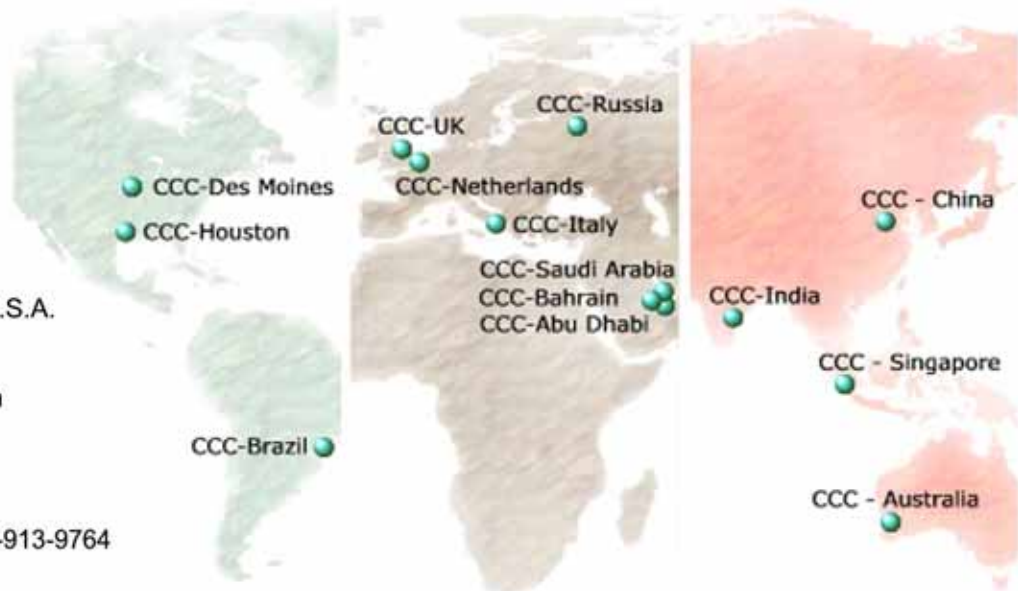 CCC-Russia
CCC-UK
CCC-Netherlands
CCC-Des Moines
CCC-Houston
CCC-Italy
CCC - China
CCC-Saudi Arabia
CCC-Bahrain
CCC-Abu Dhabi
CCC-India
.S.A.
CCC - Singapore
CCC-Brazil
CCC - Australia
-913-9764